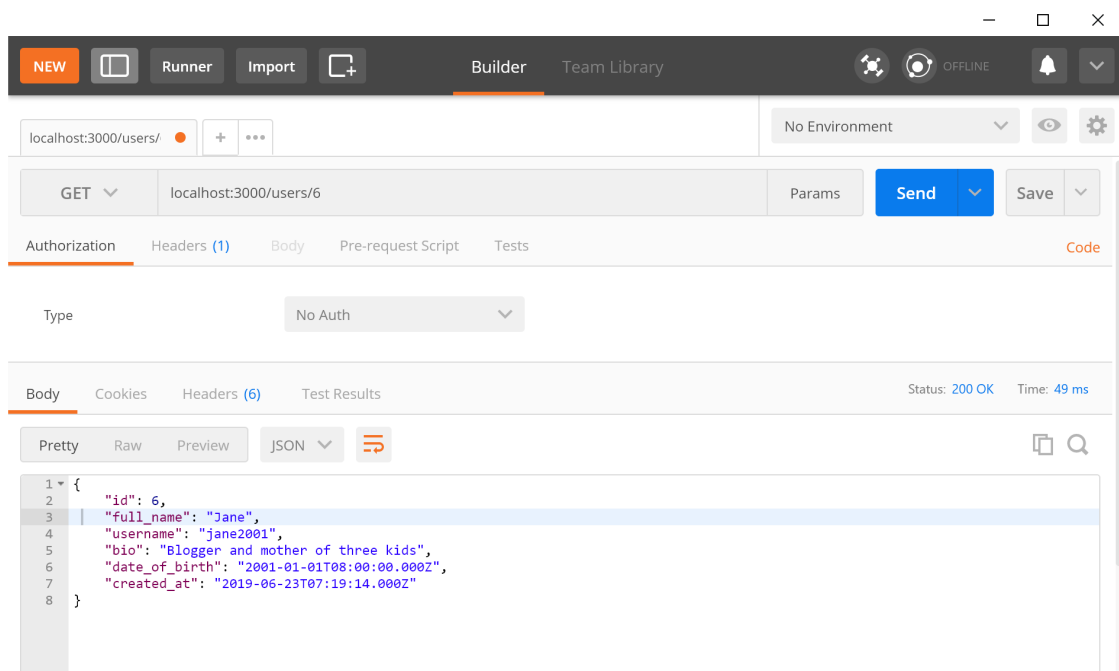 NEW Runner Import Builder Team Library OFFLINE
localhost:3000/users/ + ••• No Environment
GET localhost:3000/users/6 Params Send Save
Authorization Headers (1) Body Pre-request Script Tests Code
Type No Auth
Body Cookies Headers (6) Test Results Status: 200 OK Time: 49 ms
Pretty Raw Preview JSON
1 {
2 "id": 6,
3 "full_name": "Jane",
4 "username": "jane2001",
5 "bio": "Blogger and mother of three kids",
6 "date_of_birth": "2001-01-01T08:00:00.000Z",
7 "created_at": "2019-06-23T07:19:14.000Z"
8 }